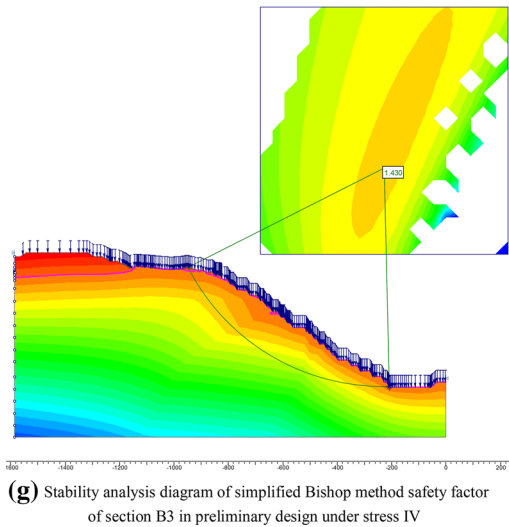 1.430
-1600 -1400 -1200 -1000 -800 -600 -400 -200 0 200
(g) Stability analysis diagram of simplified Bishop method safety factor
of section B3 in preliminary design under stress IV